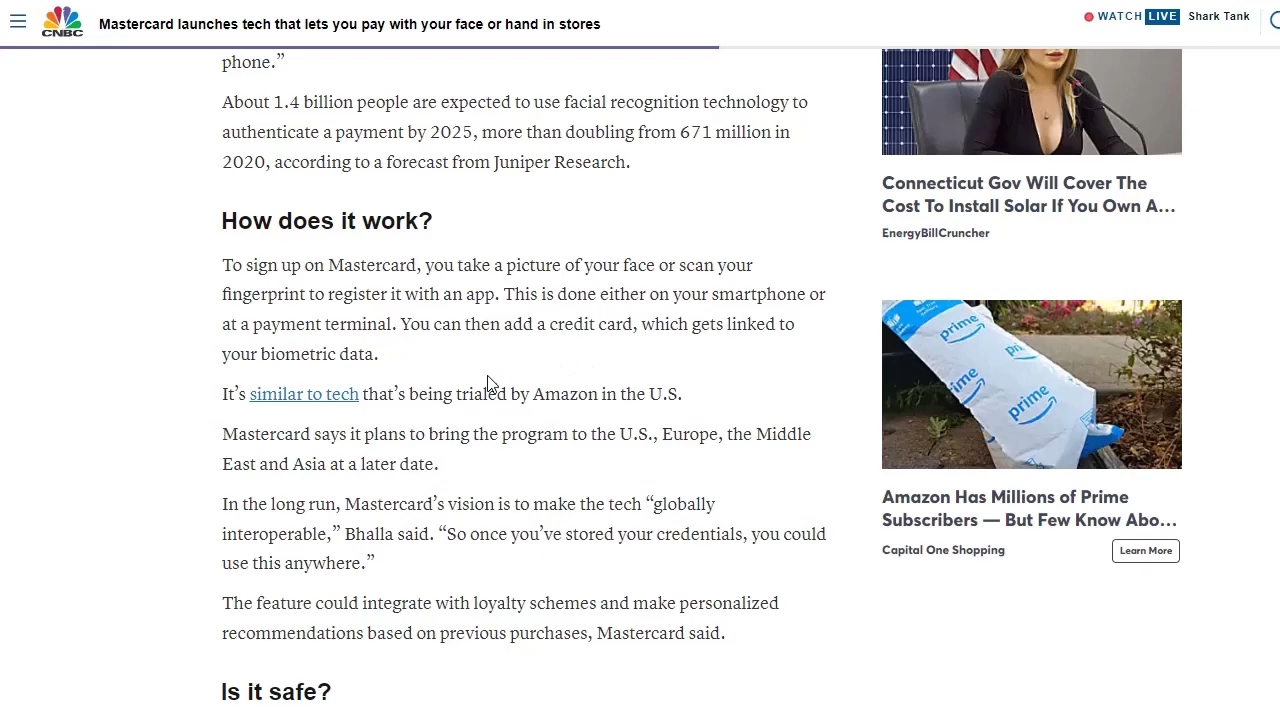 CNBC
Mastercard launches tech that lets you pay with your face or hand in stores
WATCH LIVE Shark Tank
phone.”
About 1.4 billion people are expected to use facial recognition technology to
authenticate a payment by 2025, more than doubling from 671 million in
2020, according to a forecast from Juniper Research.
How does it work?
To sign up on Mastercard, you take a picture of your face or scan your
fingerprint to register it with an app. This is done either on your smartphone or
at a payment terminal. You can then add a credit card, which gets linked to
your biometric data.
It’s similar to tech that’s being trialed by Amazon in the U.S.
Mastercard says it plans to bring the program to the U.S., Europe, the Middle
East and Asia at a later date.
In the long run, Mastercard’s vision is to make the tech “globally
interoperable,” Bhalla said. “So once you’ve stored your credentials, you could
use this anywhere.”
The feature could integrate with loyalty schemes and make personalized
recommendations based on previous purchases, Mastercard said.
Is it safe?
Connecticut Gov Will Cover The
Cost To Install Solar If You Own A...
EnergyBillCruncher
prime
prime
prime
Amazon Has Millions of Prime
Subscribers — But Few Know Abo...
Capital One Shopping
Learn More